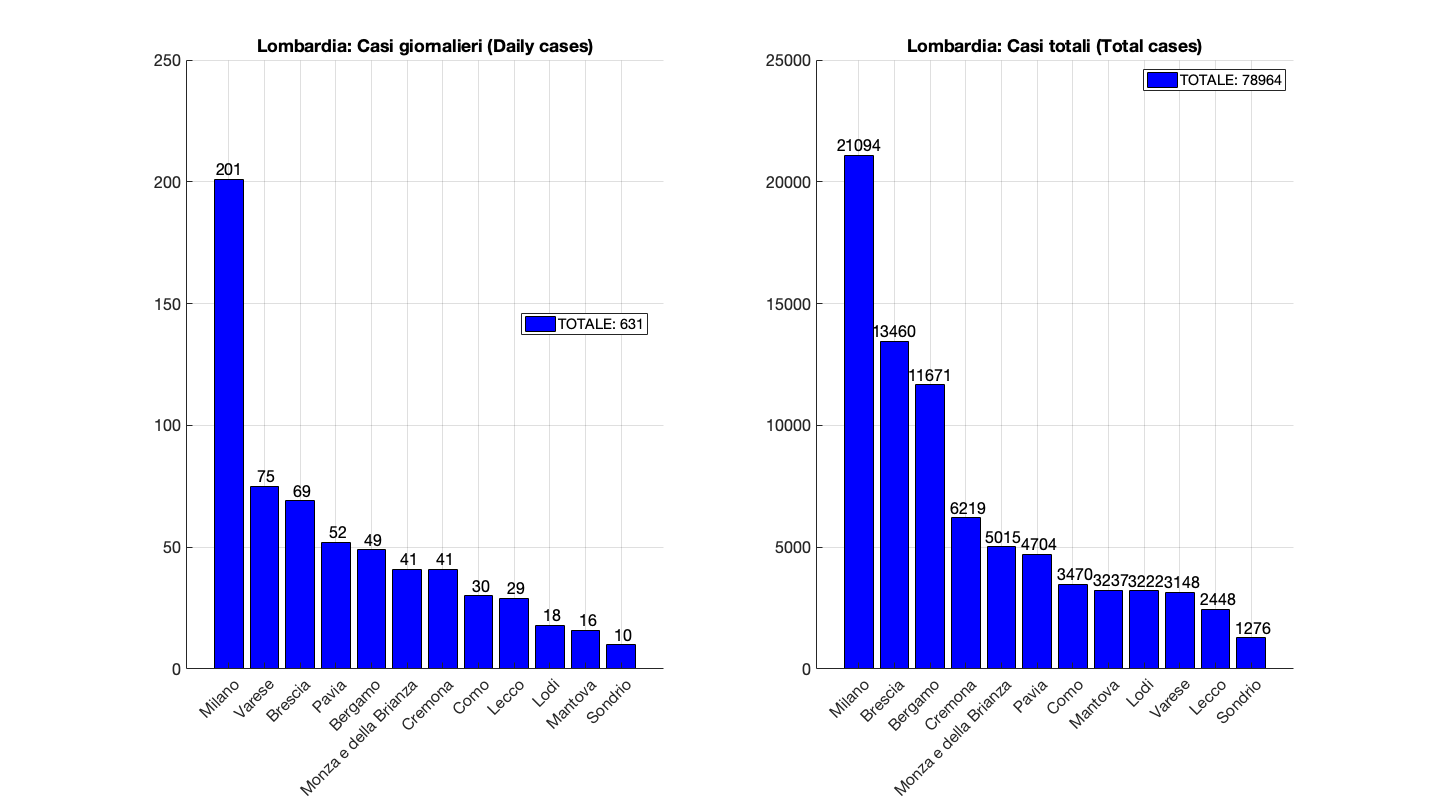 Lombardia: Casi giornalieri (Daily cases)
250
200
150
100
50
0
TOTALE: 631
201
75
69
52
49
41
41
30
29
18
16
10
Milano
Varese
Brescia
Pavia
Bergamo
Monza e della Brianza
Cremona
Como
Lecco
Lodi
Mantova
Sondrio
Lombardia: Casi totali (Total cases)
25000
20000
15000
10000
5000
0
TOTALE: 78964
21094
13460
11671
6219
5015
4704
3470
3237
3222
3148
2448
1276
Milano
Brescia
Bergamo
Cremona
Monza e della Brianza
Pavia
Como
Mantova
Lodi
Varese
Lecco
Sondrio